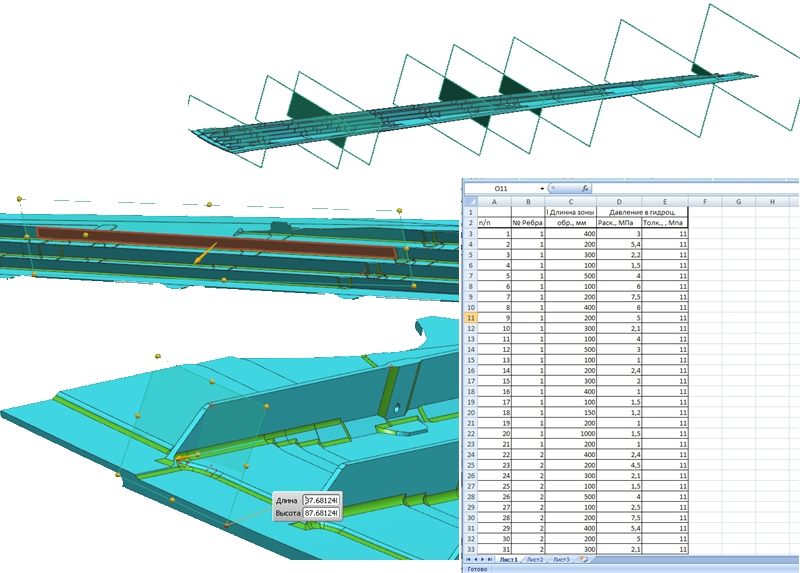 O11
fx
A B C D E F G H
1 I Длинна зоны Давление в гидроц.
2 n/n № Ребра обр., мм Раск., МПа Толк.., Мпа
3 1 1 400 3 11
4 2 1 200 5,4 11
5 3 1 300 2,2 11
6 4 1 100 1,5 11
7 5 1 500 4 11
8 6 1 100 6 11
9 7 1 200 7,5 11
10 8 1 400 6 11
11 9 1 200 5 11
12 10 1 300 2,1 11
13 11 1 100 4 11
14 12 1 500 3 11
15 13 1 100 1 11
16 14 1 200 2,4 11
17 15 1 300 2 11
18 16 1 400 1 11
19 17 1 100 1,5 11
20 18 1 150 1,2 11
21 19 1 200 1 11
22 20 1 1000 1,5 11
23 21 1 200 1 11
24 22 2 400 2,4 11
25 23 2 200 4,5 11
26 24 2 300 2,1 11
27 25 2 100 1,5 11
28 26 2 500 4 11
29 27 2 100 2,5 11
30 28 2 200 7,5 11
31 29 2 400 5,4 11
32 30 2 200 5 11
33 31 2 300 2,1 11
Лист1 Лист2 Лист3
Готово
Длина 37.68124(
Высота 87.68124(